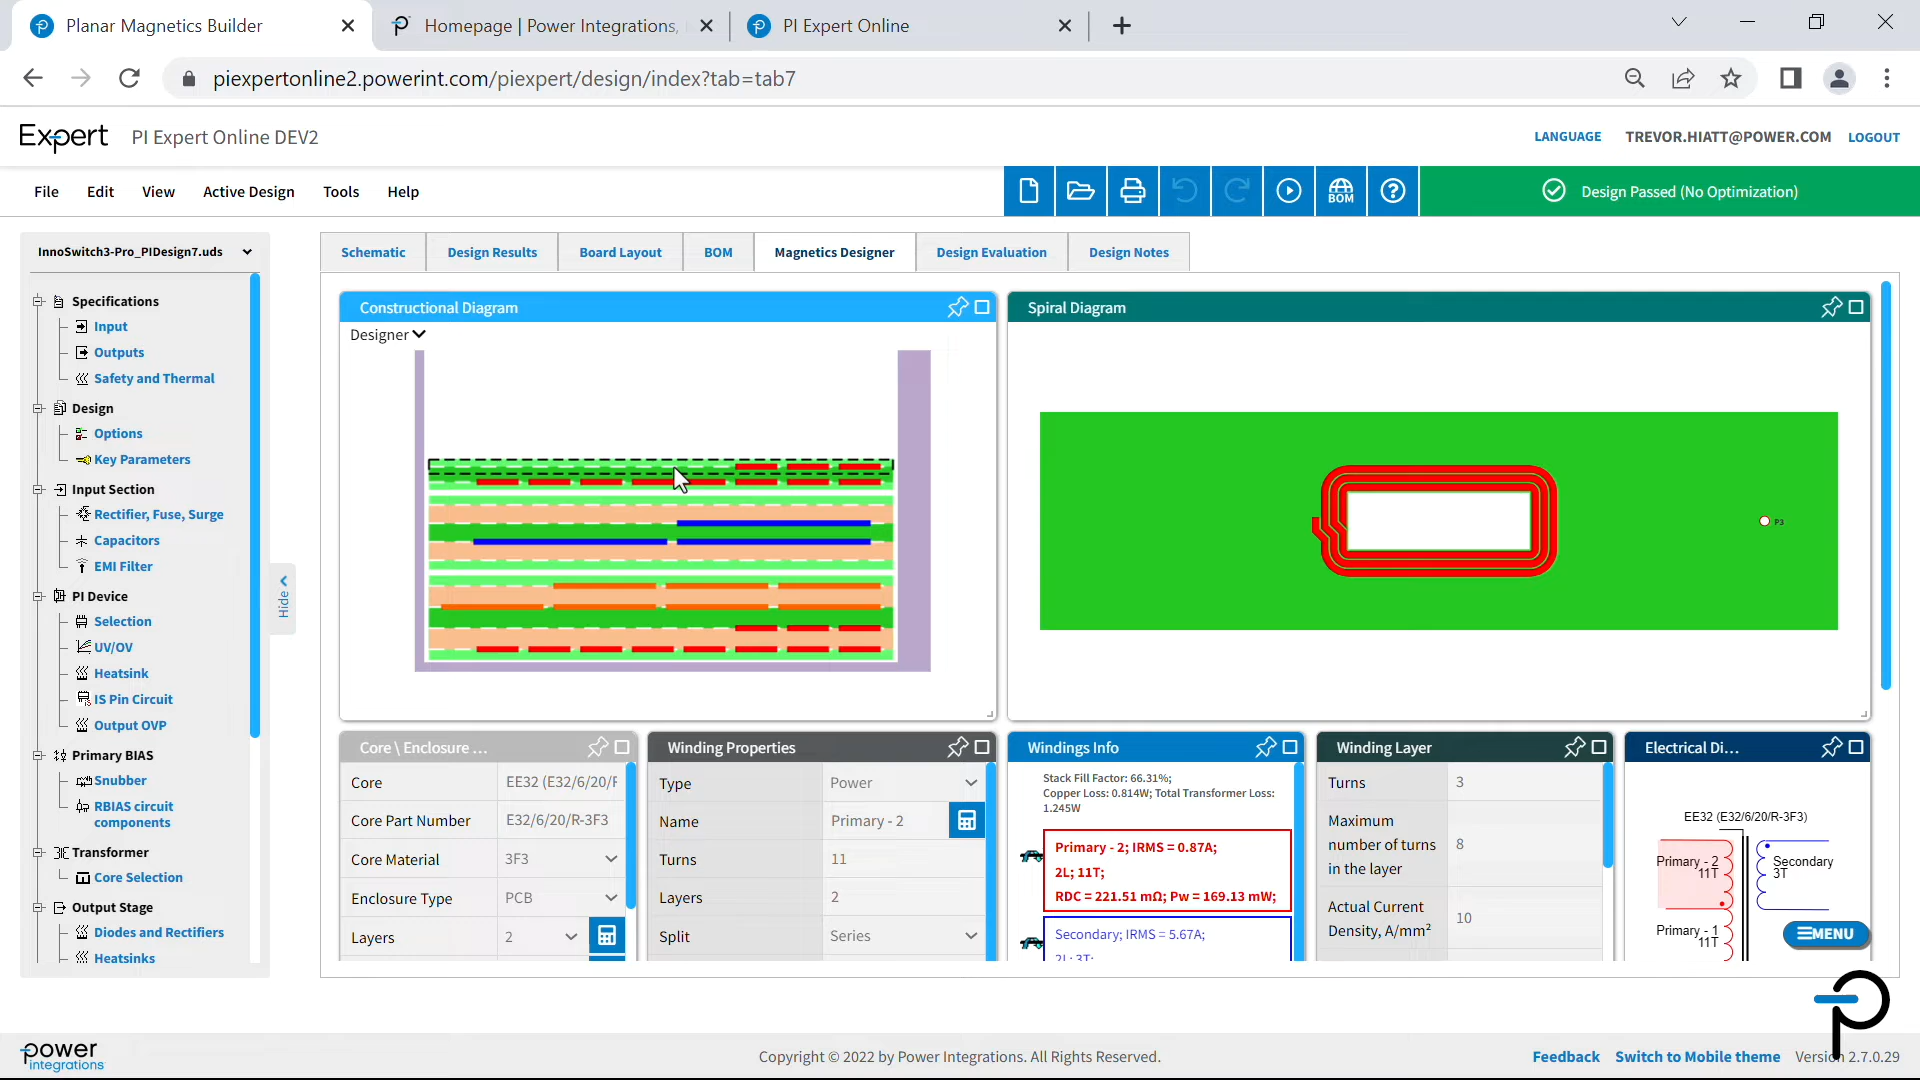 Planar Magnetics Builder
Homepage | Power Integrations,
PI Expert Online
piexpertonline2.powerint.com/piexpert/design/index?tab=tab7
Expert PI Expert Online DEV2
LANGUAGE TREVOR.HIATT@POWER.COM LOGOUT
File Edit View Active Design Tools Help
BOM
Design Passed (No Optimization)
InnoSwitch3-Pro_PIDesign7.uds
Specifications
Input
Outputs
Safety and Thermal
Design
Options
Key Parameters
Input Section
Rectifier, Fuse, Surge
Capacitors
EMI Filter
PI Device
Selection
UV/OV
Heatsink
IS Pin Circuit
Output OVP
Primary BIAS
Snubber
RBIAS circuit
components
Transformer
Core Selection
Output Stage
Diodes and Rectifiers
Heatsinks
Hide
Schematic Design Results Board Layout BOM Magnetics Designer Design Evaluation Design Notes
Constructional Diagram
Designer
Spiral Diagram
P3
Core \ Enclosure ...
Core EE32 (E32/6/20/F
Core Part Number E32/6/20/R-3F3
Core Material 3F3
Enclosure Type PCB
Layers 2
Winding Properties
Type Power
Name Primary - 2
Turns 11
Layers 2
Split Series
Windings Info
Stack Fill Factor: 66.31%;
Copper Loss: 0.814W; Total Transformer Loss:
1.245W
Primary - 2; IRMS = 0.87A;
2L; 11T;
RDC = 221.51 mΩ; Pw = 169.13 mW;
Secondary; IRMS = 5.67A;
2L; 3T;
Winding Layer
Turns 3
Maximum
number of turns
in the layer 8
Actual Current
Density, A/mm² 10
Electrical Di...
EE32 (E32/6/20/R-3F3)
Primary - 2
11T
Secondary
3T
Primary - 1
11T
MENU
power
integrations
Copyright © 2022 by Power Integrations. All Rights Reserved.
Feedback Switch to Mobile theme Version 2.7.0.29